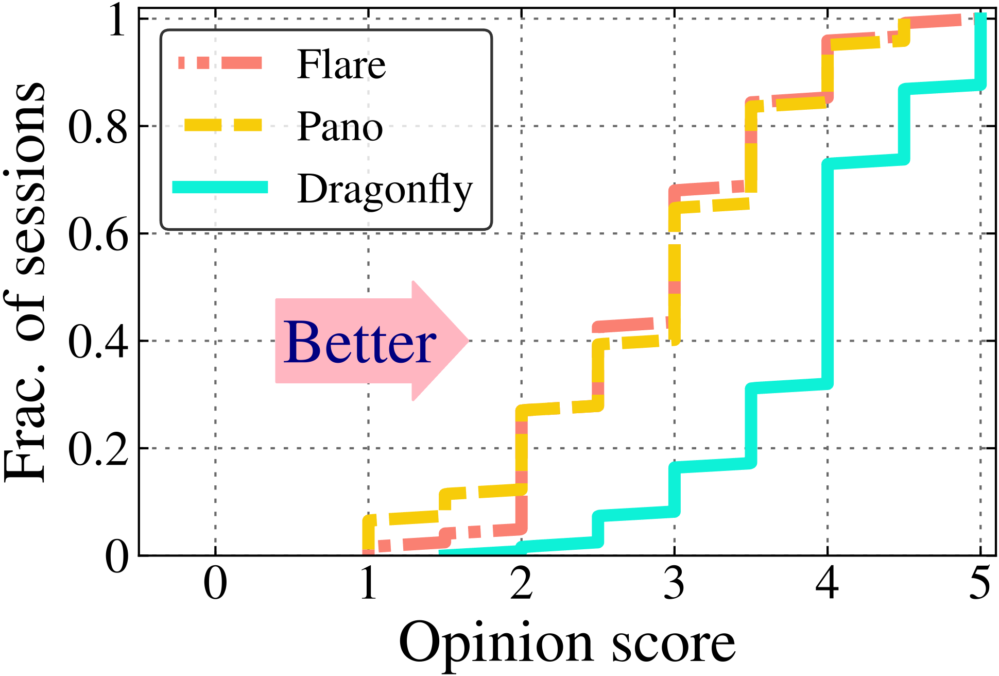 Frac. of sessions
1
0.8
0.6
0.4
0.2
0
Flare
Pano
Dragonfly
Better
0 1 2 3 4 5
Opinion score